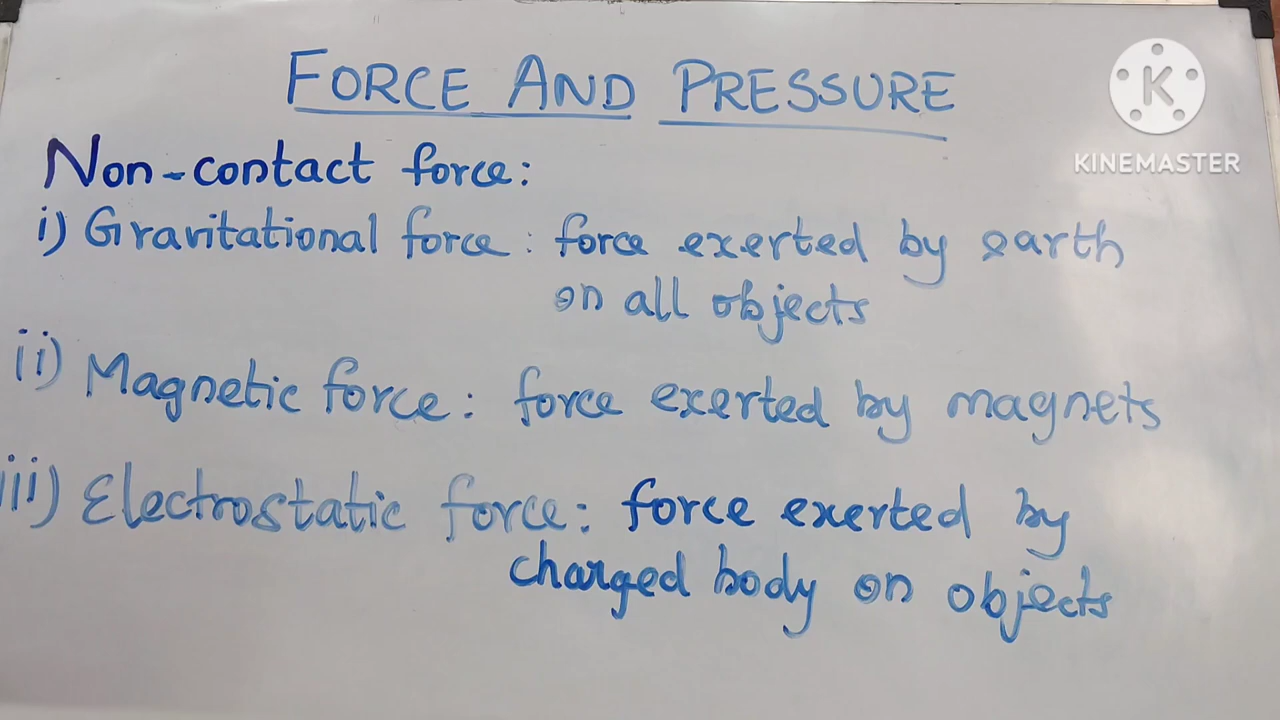 FORCE AND PRESSURE
K
KINEMASTER
Non-contact force:
i) Gravitational force: force exerted by earth
on all objects
ii) Magnetic force: force exerted by magnets
iii) Electrostatic force: force exerted by
charged body on objects